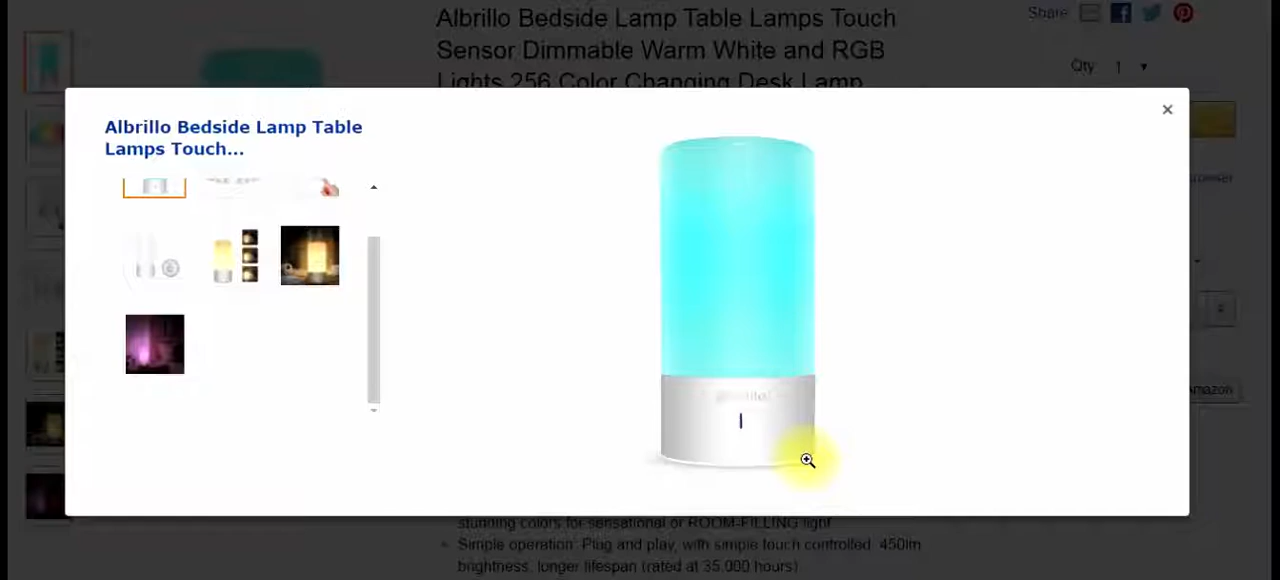 Albrillo Bedside Lamp Table Lamps Touch
Sensor Dimmable Warm White and RGB
Lights 256 Color Changing Desk Lamp
Share
Qty 1
Albrillo Bedside Lamp Table
Lamps Touch...
stunning colors for sensational or ROOM-FILLING light
Simple operation: Plug and play, with simple touch controlled. 450lm
brightness, longer lifespan (rated at 35,000 hours)